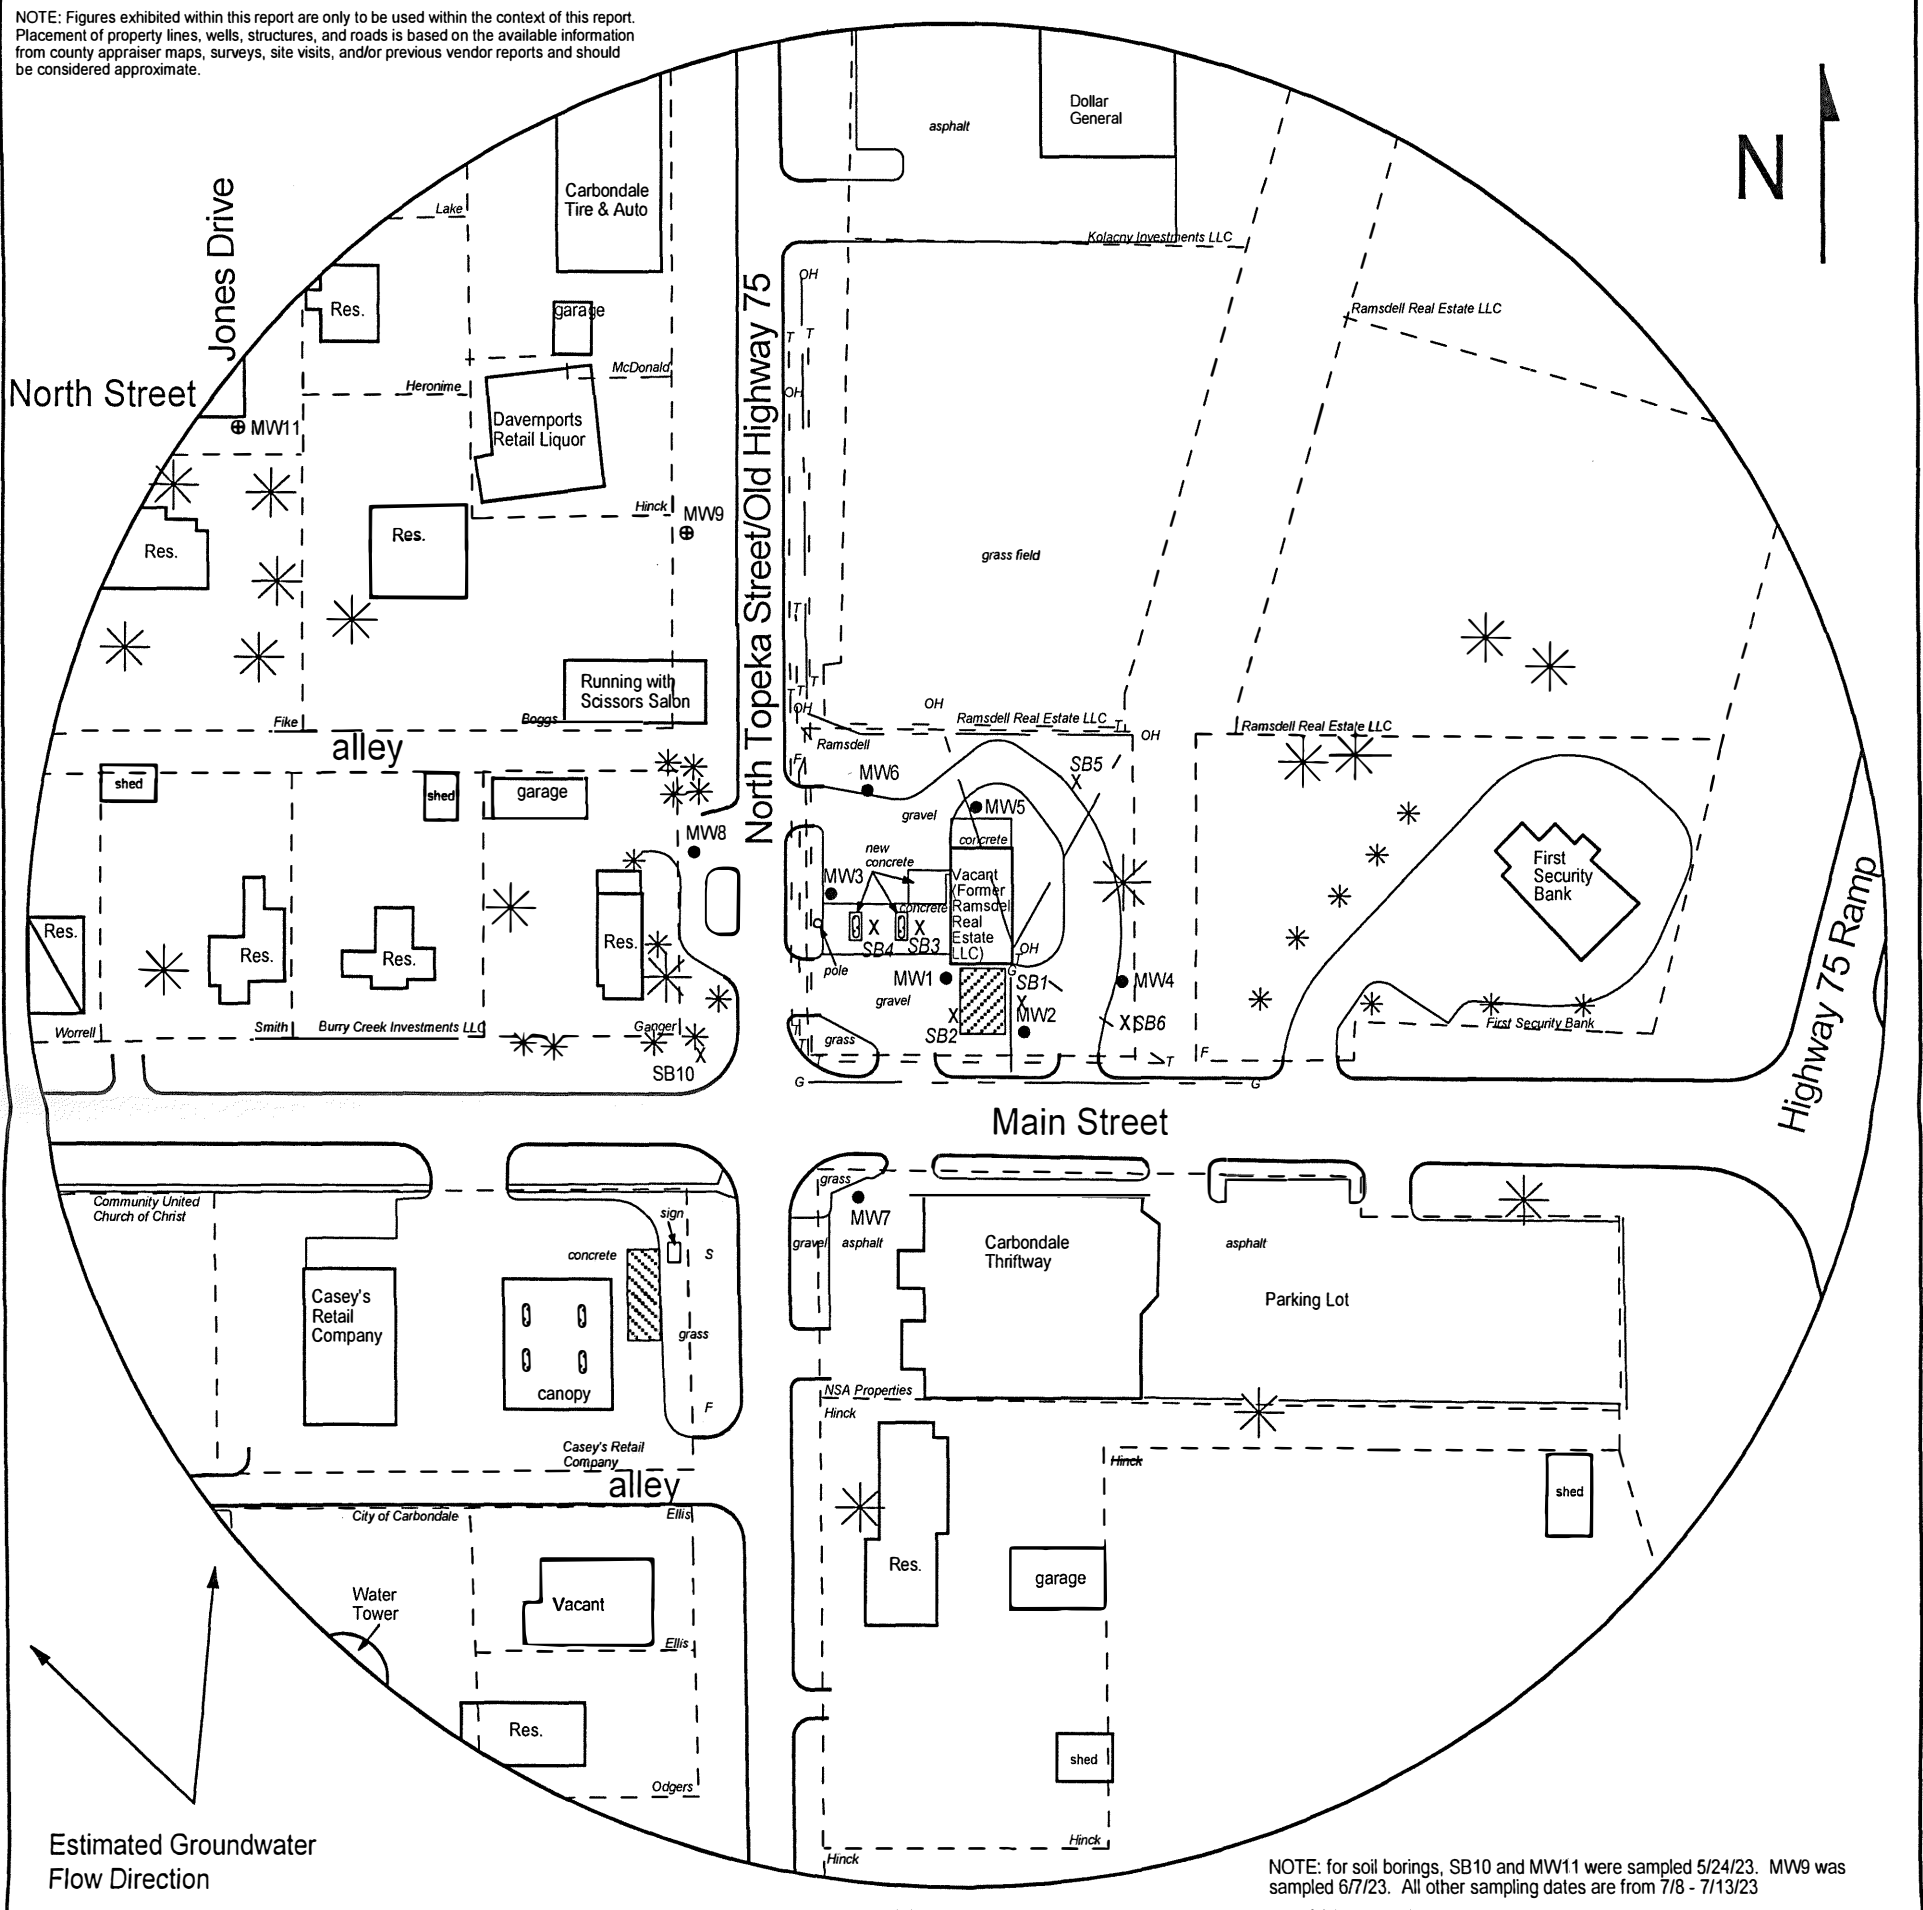 NOTE: Figures exhibited within this report are only to be used within the context of this report.
Placement of property lines, wells, structures, and roads is based on the available information
from county appraiser maps, surveys, site visits, and/or previous vendor reports and should
be considered approximate.
N
Dollar
General
asphalt
Carbondale
Tire & Auto
Lake
Jones Drive
Kolacny Investments LLC
OH
Res.
garage
Ramsdell Real Estate LLC
T T
McDonald
Heronime
North Street
OH
MW11
Davemports
Retail Liquor
North Topeka Street/Old Highway 75
Hinck
MW9
Res.
Res.
grass field
T
Running with
Scissors Salon
T
T T
OH
OH
Fike
Boggs
Ramsdell Real Estate LLC
T
OH
Ramsdell Real Estate LLC
alley
Ramsdell
F
SB5
X
MW6
shed
shed
garage
MW5
gravel
concrete
MW8
new
concrete
First
Security
Bank
Vacant
(Former
Ramsdel
Real
Estate
LLC)
MW3
concrete
X
X
SB4
SB3
Res.
Res.
Res.
Res.
OH
T
G
pole
MW1
SB1
X
MW4
gravel
X
SB2
MW2
X
SB6
Highway 75 Ramp
Worrell
Smith
Burry Creek Investments LLC
Ganger
X
SB10
T
T
grass
T
T
F
First Security Bank
G
G
Main Street
Community United
Church of Christ
grass
MW7
sign
concrete
S
gravel
asphalt
Carbondale
Thriftway
asphalt
Casey's
Retail
Company
Parking Lot
grass
canopy
F
NSA Properties
Hinck
Casey's Retail
Company
alley
Hinck
shed
City of Carbondale
Ellis
Res.
garage
Water
Tower
Vacant
Ellis
Res.
shed
Odgers
Hinck
Hinck
Estimated Groundwater
Flow Direction
NOTE: for soil borings, SB10 and MW11 were sampled 5/24/23. MW9 was
sampled 6/7/23. All other sampling dates are from 7/8 - 7/13/23